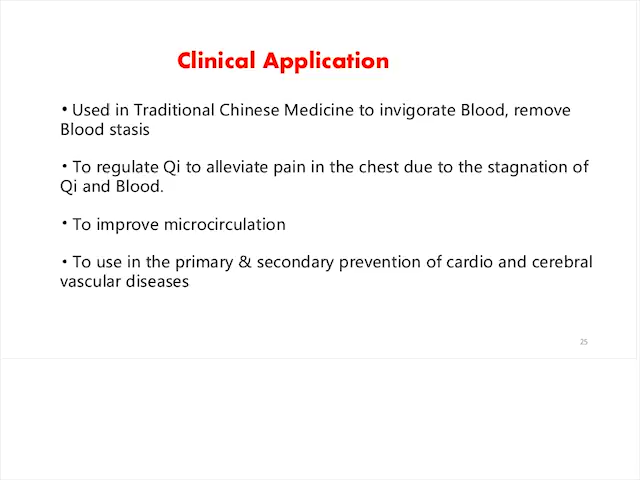 Clinical Application
• Used in Traditional Chinese Medicine to invigorate Blood, remove
Blood stasis
• To regulate Qi to alleviate pain in the chest due to the stagnation of
Qi and Blood.
• To improve microcirculation
• To use in the primary & secondary prevention of cardio and cerebral
vascular diseases
25